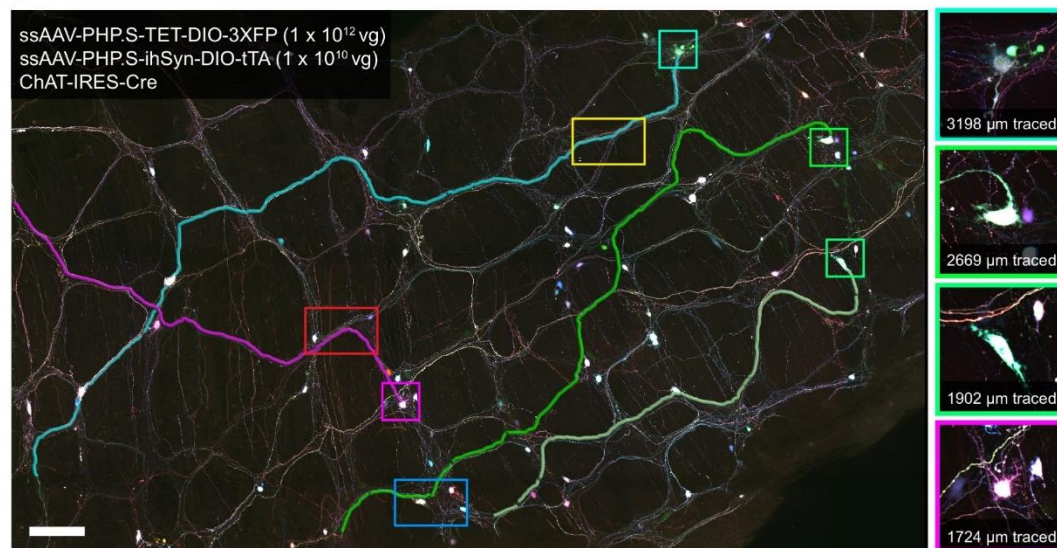 ssAAV-PHP.S-TET-DIO-3XFP (1 x 10¹² vg)
ssAAV-PHP.S-ihSyn-DIO-tTA (1 x 10¹⁰ vg)
ChAT-IRES-Cre
3198 µm traced
2669 µm traced
1902 µm traced
1724 µm traced